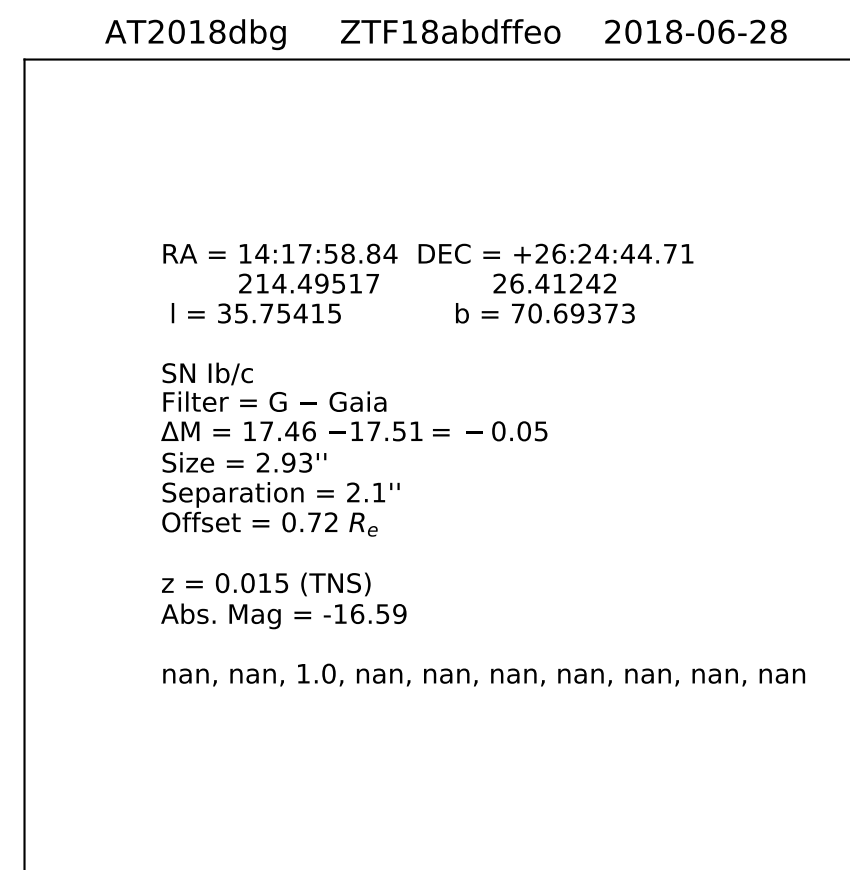 AT2018dbg ZTF18abdffeo 2018-06-28
RA = 14:17:58.84 DEC = +26:24:44.71
214.49517 26.41242
l = 35.75415 b = 70.69373
SN Ib/c
Filter = G − Gaia
ΔM = 17.46 −17.51 = −0.05
Size = 2.93''
Separation = 2.1''
Offset = 0.72 Re
z = 0.015 (TNS)
Abs. Mag = -16.59
nan, nan, 1.0, nan, nan, nan, nan, nan, nan, nan